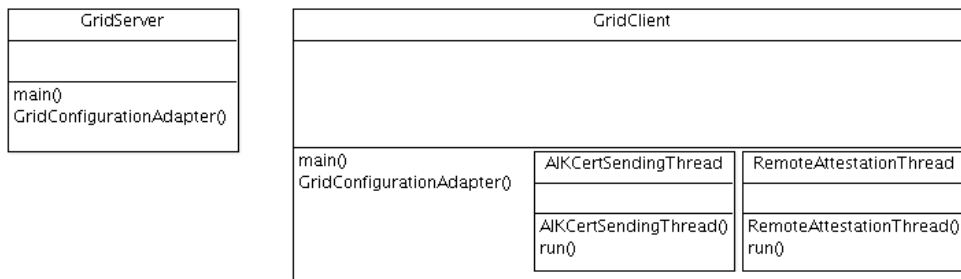 GridServer
main()
GridConfigurationAdapter()
GridClient
main()
GridConfigurationAdapter()
AIKCertSendingThread
AIKCertSendingThread()
run()
RemoteAttestationThread
RemoteAttestationThread()
run()